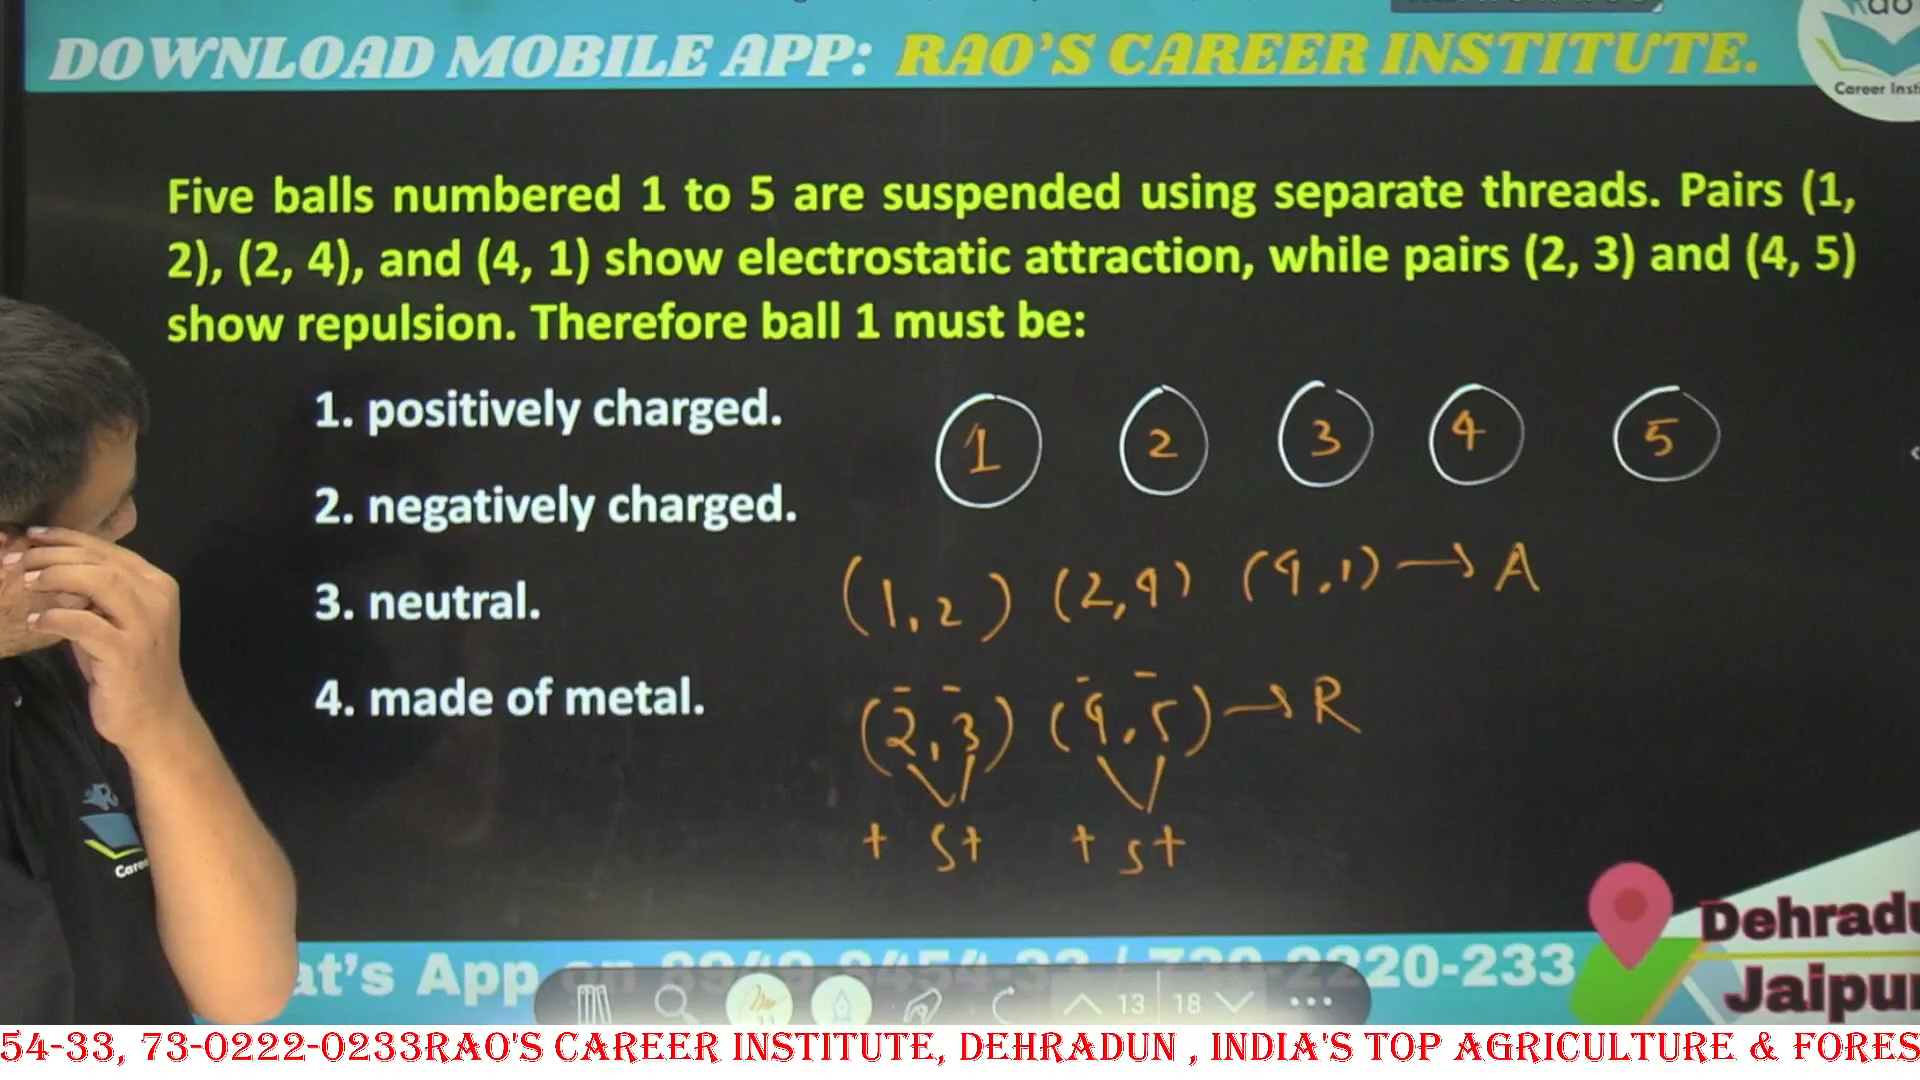 DOWNLOAD MOBILE APP: RAO'S CAREER INSTITUTE.
Career Inst
Five balls numbered 1 to 5 are suspended using separate threads. Pairs (1,
2), (2, 4), and (4, 1) show electrostatic attraction, while pairs (2, 3) and (4, 5)
show repulsion. Therefore ball 1 must be:
1. positively charged.
2. negatively charged.
3. neutral.
4. made of metal.
1 2 3 4 5
(1,2) (2,4) (4,1) → A
- - - -
(2,3) (4,5) → R
+ S+ + S+
at's App
20-233
13 18
Dehradu
Jaipur
Care
54-33, 73-0222-0233RAO'S CAREER INSTITUTE, DEHRADUN , INDIA'S TOP AGRICULTURE & FORES